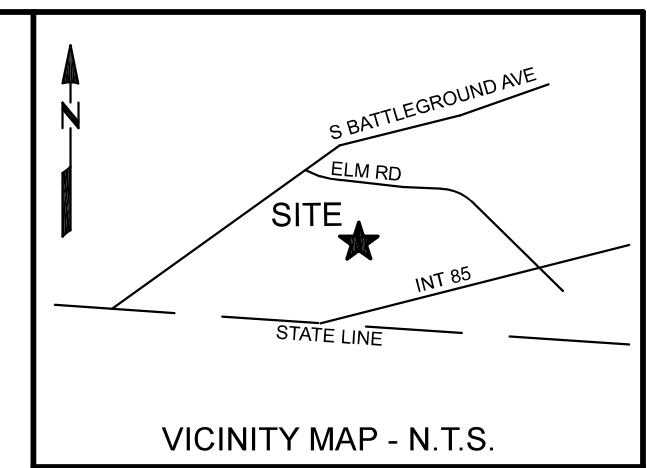 S BATTLEGROUND AVE
N
ELM RD
SITE
INT 85
STATE LINE
VICINITY MAP - N.T.S.